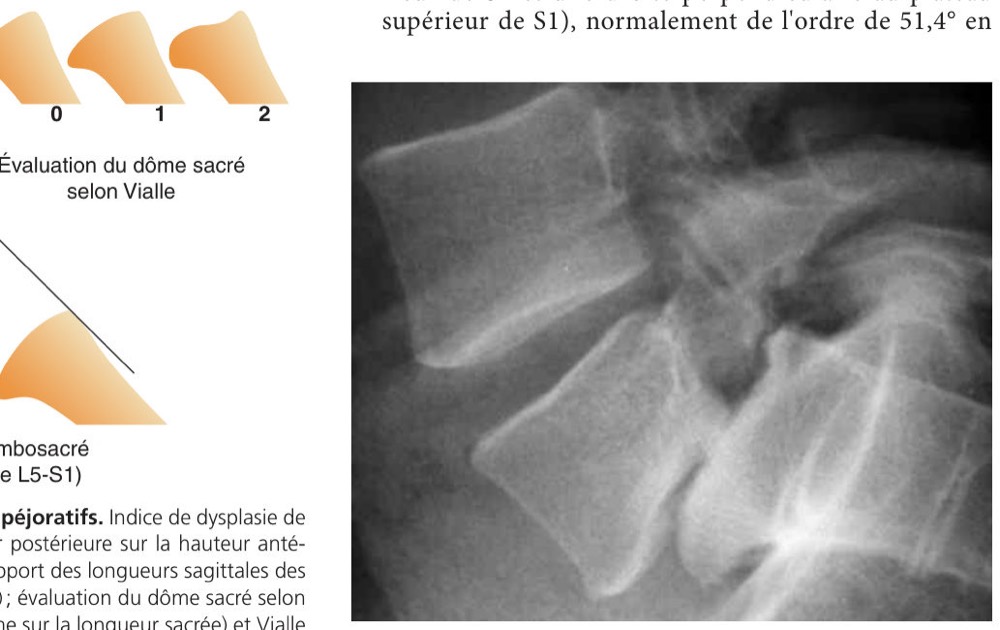 supérieur de S1), normalement de l'ordre de 51,4° en
0 1 2
Évaluation du dôme sacré
selon Vialle
mbosacré
e L5-S1)
péjoratifs. Indice de dysplasie de
r postérieure sur la hauteur anté-
pport des longueurs sagittales des
) ; évaluation du dôme sacré selon
ne sur la longueur sacrée) et Vialle